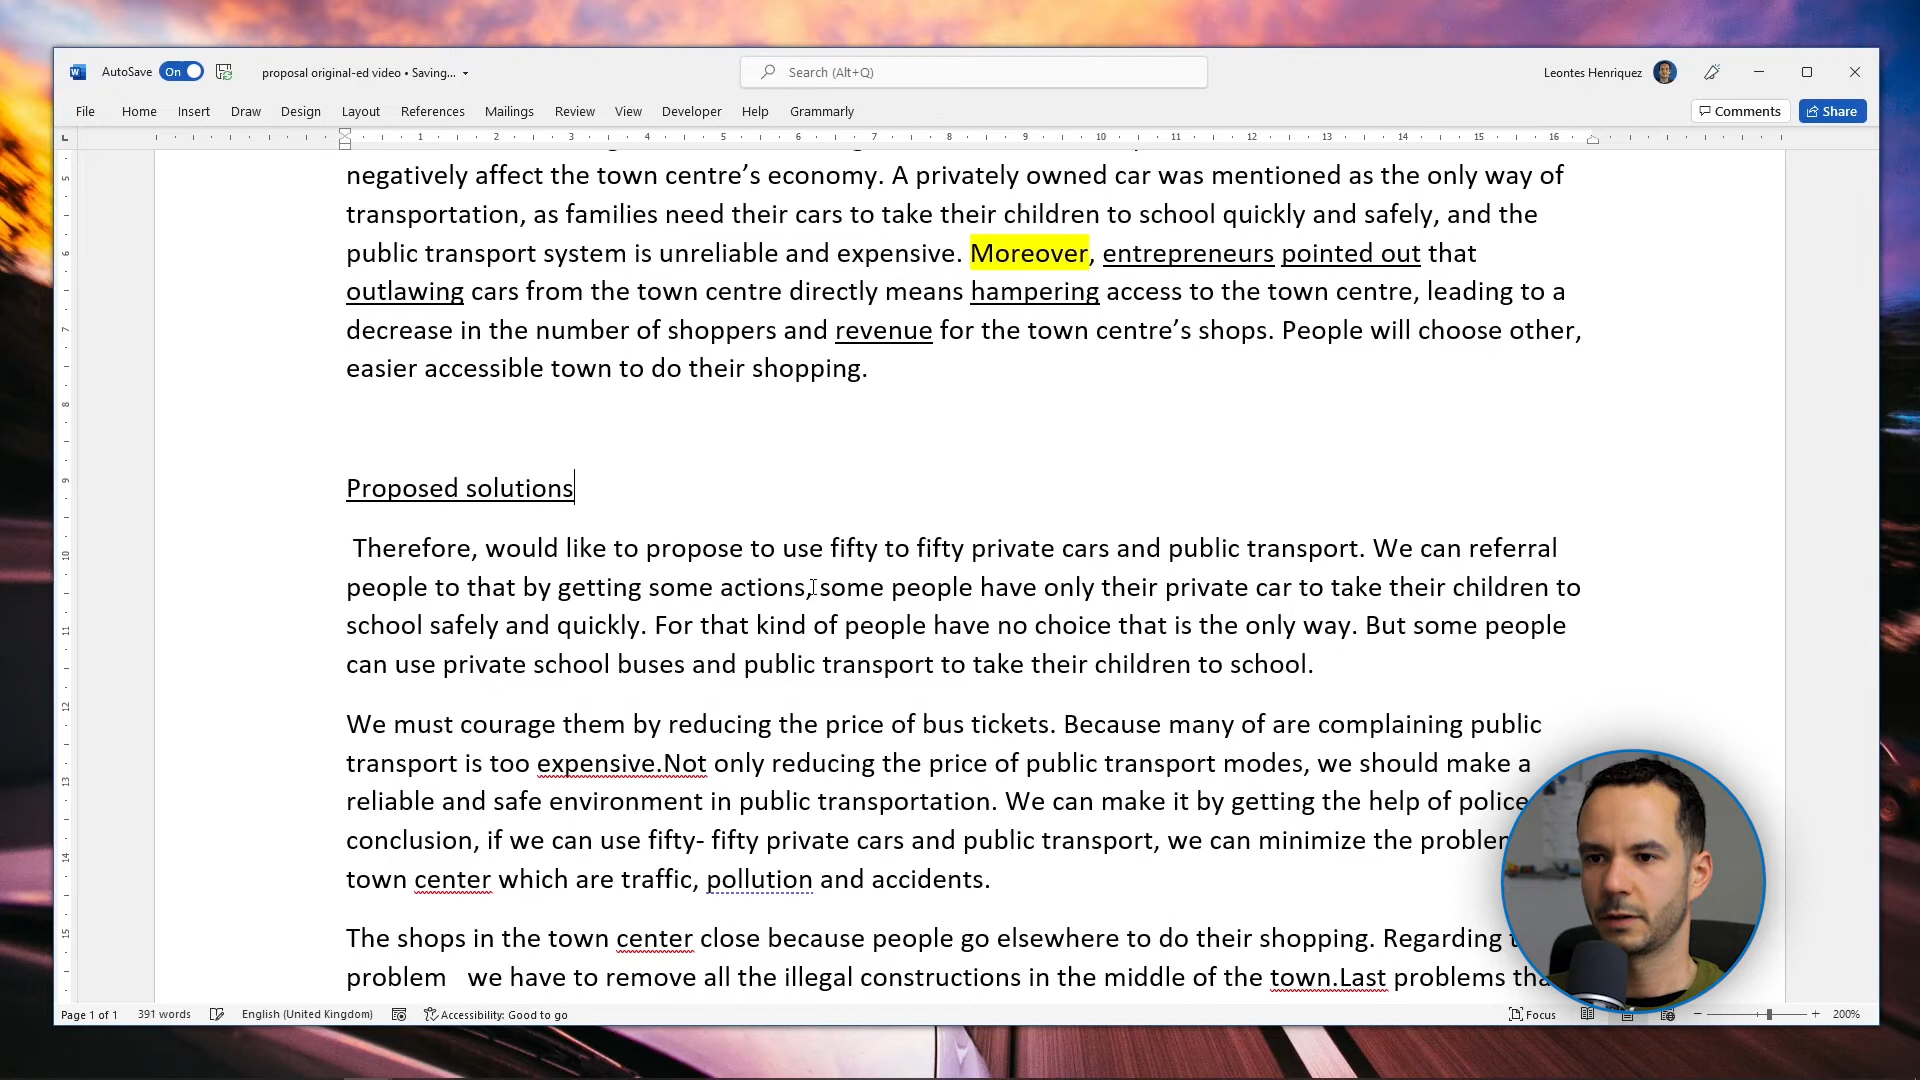 AutoSave On proposal original-ed video • Saving... Search (Alt+Q) Leontes Henriquez
File Home Insert Draw Design Layout References Mailings Review View Developer Help Grammarly Comments Share
1 2 3 4 5 6 7 8 9 10 11 12 13 14 15 16
negatively affect the town centre’s economy. A privately owned car was mentioned as the only way of
transportation, as families need their cars to take their children to school quickly and safely, and the
public transport system is unreliable and expensive. Moreover, entrepreneurs pointed out that
outlawing cars from the town centre directly means hampering access to the town centre, leading to a
decrease in the number of shoppers and revenue for the town centre’s shops. People will choose other,
easier accessible town to do their shopping.
Proposed solutions
Therefore, would like to propose to use fifty to fifty private cars and public transport. We can referral
people to that by getting some actions, some people have only their private car to take their children to
school safely and quickly. For that kind of people have no choice that is the only way. But some people
can use private school buses and public transport to take their children to school.
We must courage them by reducing the price of bus tickets. Because many of are complaining public
transport is too expensive.Not only reducing the price of public transport modes, we should make a
reliable and safe environment in public transportation. We can make it by getting the help of police
conclusion, if we can use fifty- fifty private cars and public transport, we can minimize the problem
town center which are traffic, pollution and accidents.
The shops in the town center close because people go elsewhere to do their shopping. Regarding
problem we have to remove all the illegal constructions in the middle of the town.Last problems
Page 1 of 1 391 words English (United Kingdom) Accessibility: Good to go Focus 200%